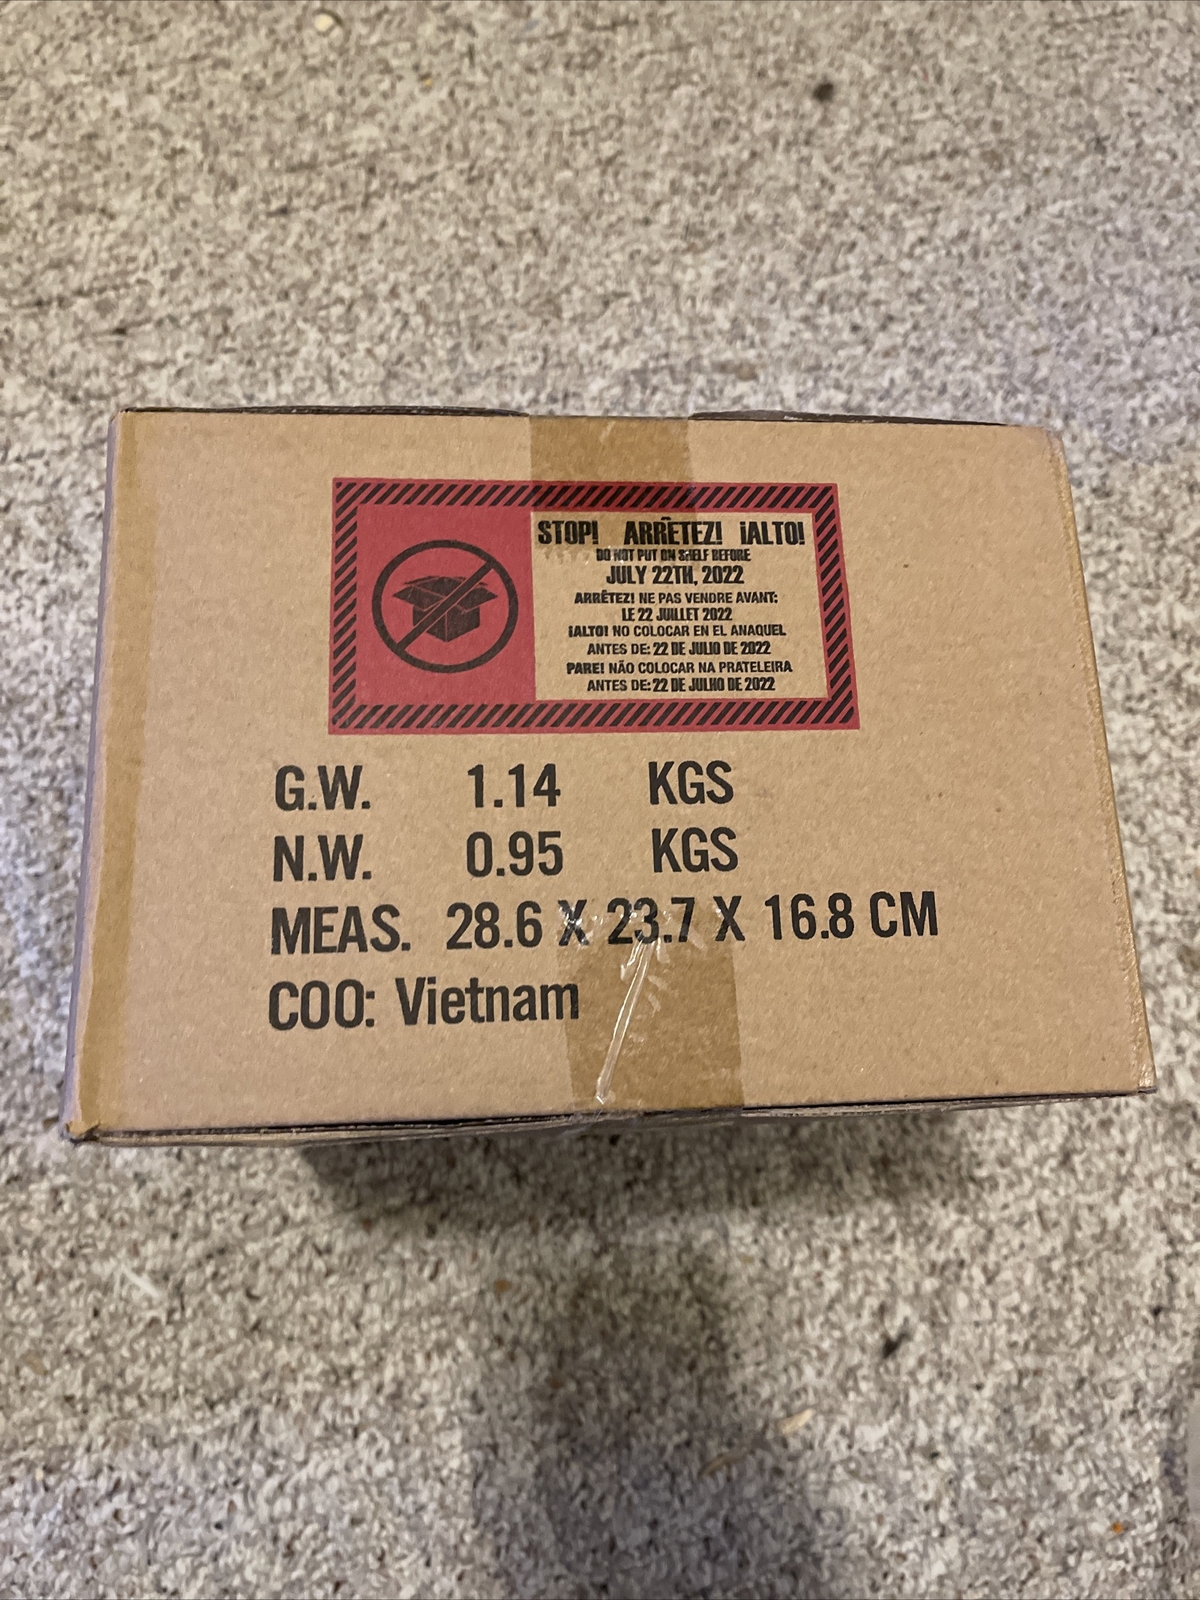 STOP! ARRÊTEZ! ¡ALTO!
DO NOT PUT ON SHELF BEFORE
JULY 22TH, 2022
ARRÊTEZ! NE PAS VENDRE AVANT:
LE 22 JUILLET 2022
¡ALTO! NO COLOCAR EN EL ANAQUEL
ANTES DE: 22 DE JULIO DE 2022
PARE! NÃO COLOCAR NA PRATELEIRA
ANTES DE: 22 DE JULHO DE 2022
G.W. 1.14 KGS
N.W. 0.95 KGS
MEAS. 28.6 X 23.7 X 16.8 CM
COO: Vietnam